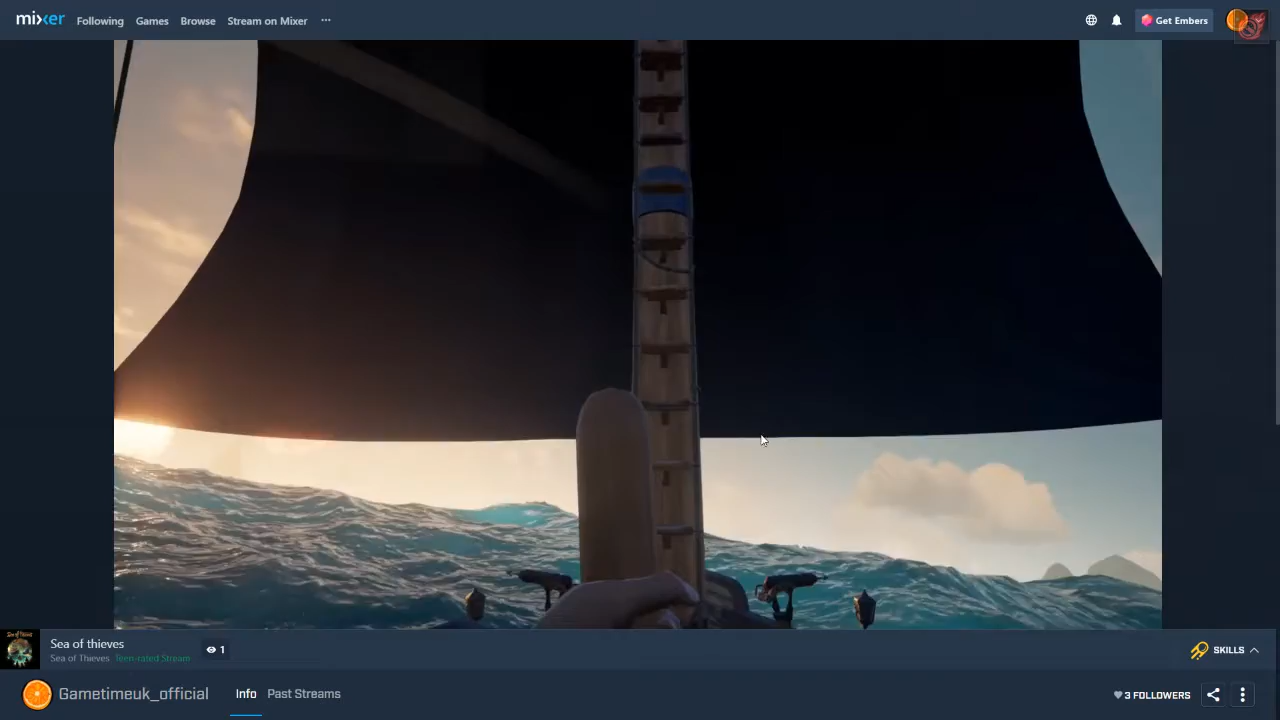 mixer Following Games Browse Stream on Mixer ··· Get Embers
Sea of thieves
Sea of Thieves Teen-rated Stream
1
SKILLS
Gametimeuk_official Info Past Streams
3 FOLLOWERS